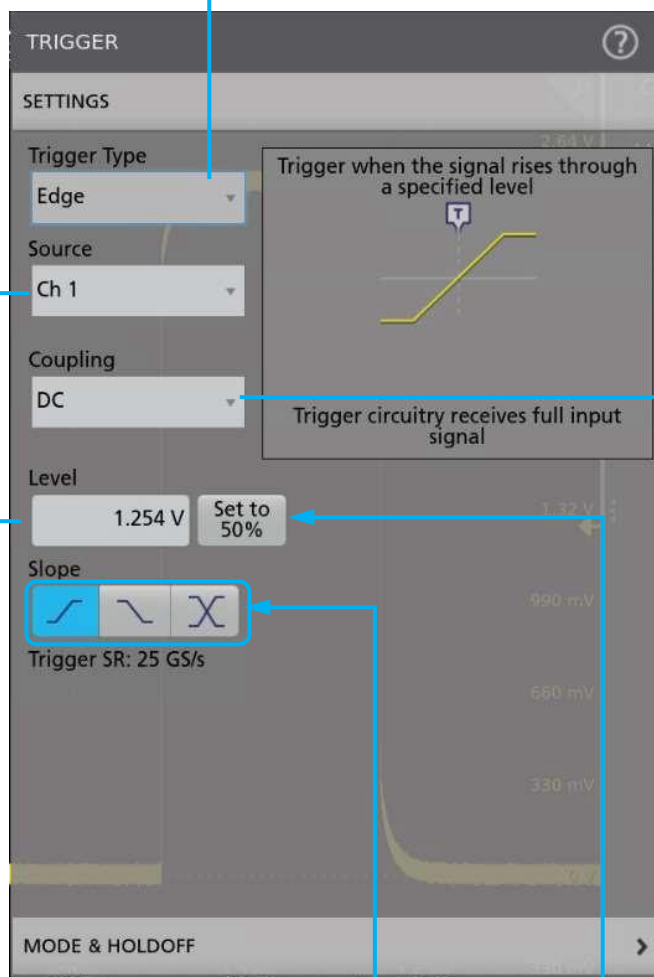 TRIGGER
?
SETTINGS
2.64 V
Trigger Type
Edge
Trigger when the signal rises through
a specified level
T
Source
Ch 1
Coupling
DC
Trigger circuitry receives full input
signal
Level
1.254 V
Set to
50%
1.32 V
Slope
990 mV
Trigger SR: 25 GS/s
660 mV
330 mV
MODE & HOLDOFF